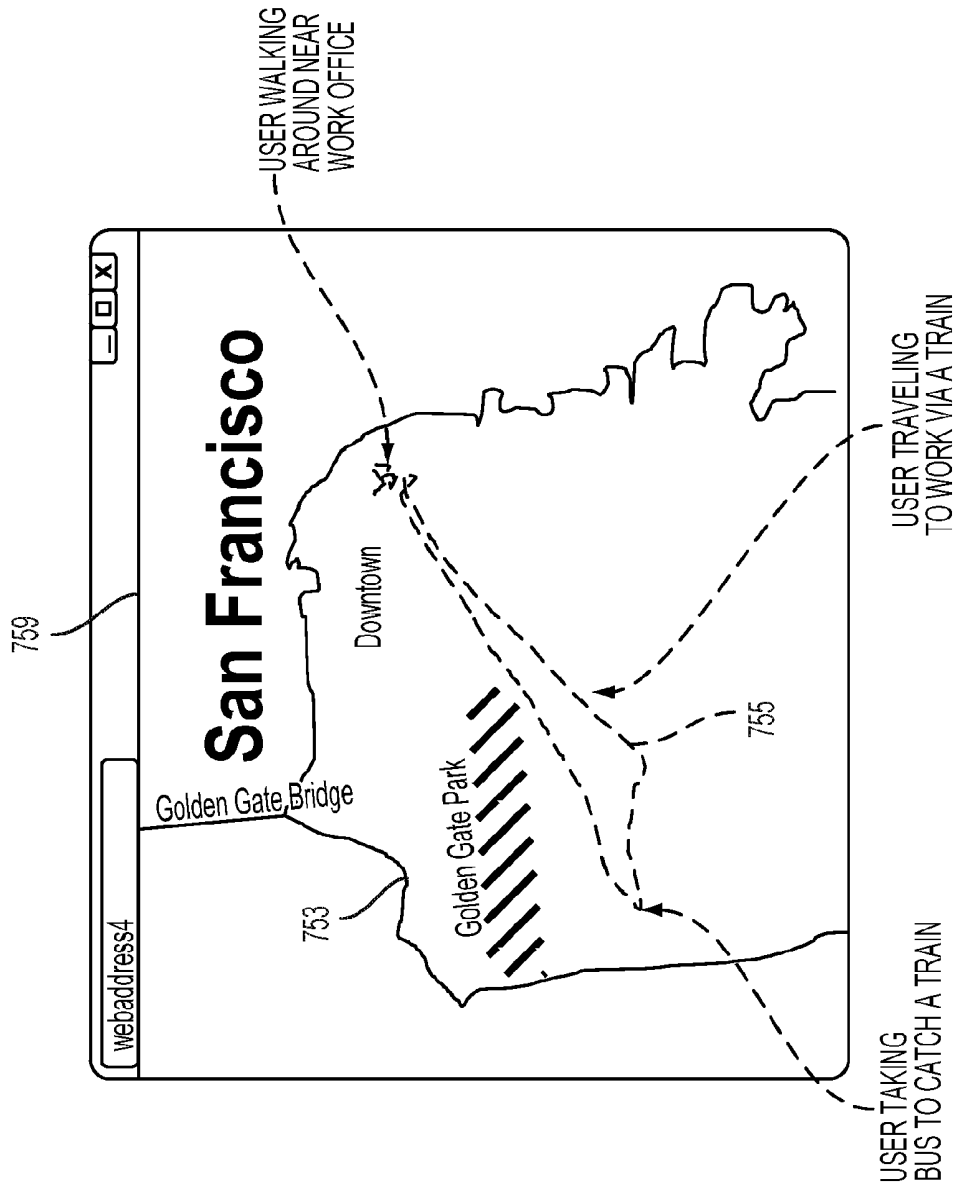 759
webaddress4
_ □ X
San Francisco
Golden Gate Bridge
753
Downtown
Golden Gate Park
755
USER WALKING
AROUND NEAR
WORK OFFICE
USER TRAVELING
TO WORK VIA A TRAIN
USER TAKING
BUS TO CATCH A TRAIN